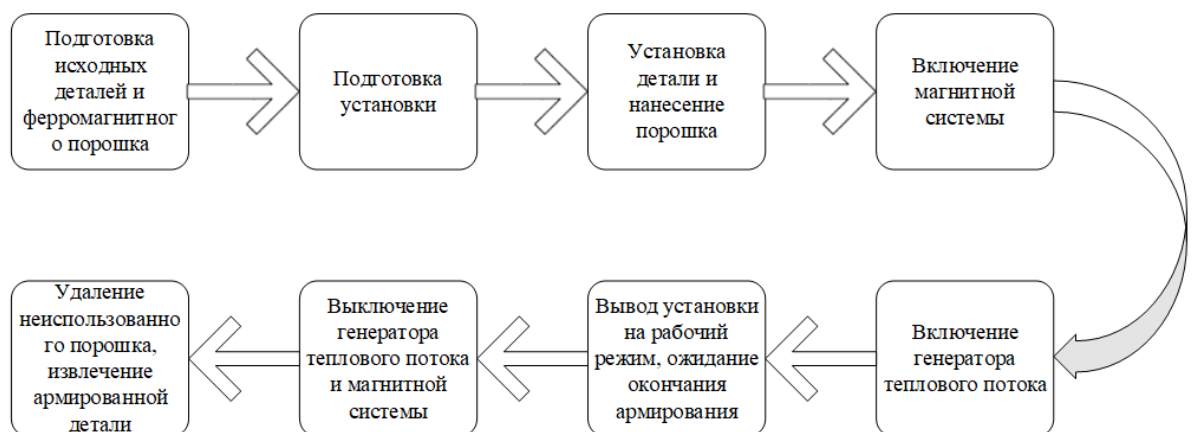 Подготовка
исходных
деталей и
ферромагнитног
о порошка
Подготовка
установки
Установка
детали и
нанесение
порошка
Включение
магнитной
системы
Включение
генератора
теплового потока
Вывод установки
на рабочий
режим, ожидание
окончания
армирования
Выключение
генератора
теплового потока
и магнитной
системы
Удаление
неиспользованно
го порошка,
извлечение
армированной
детали